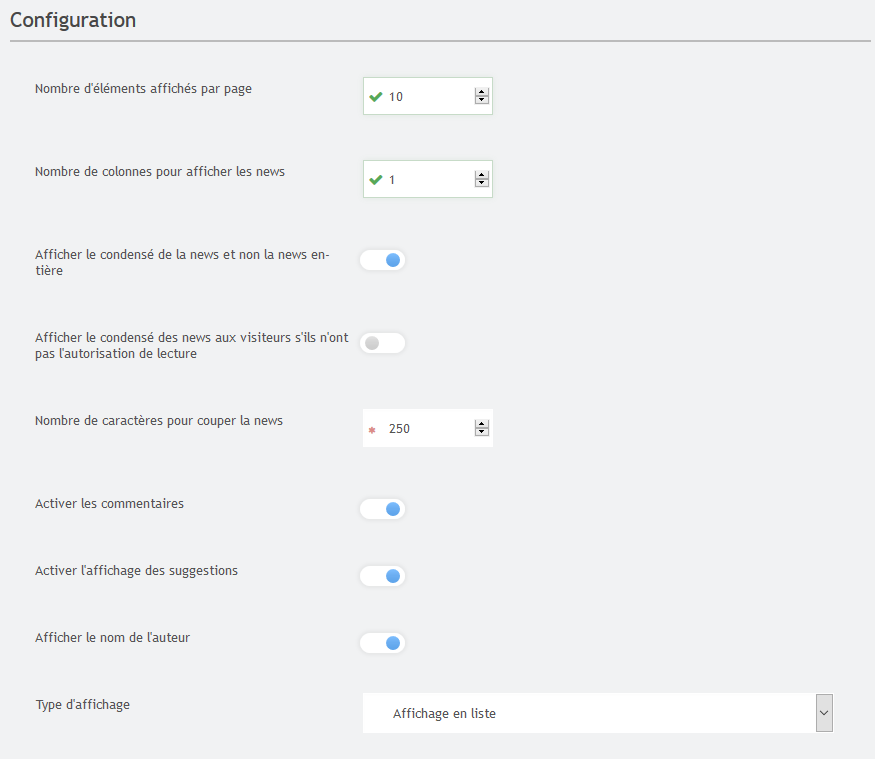 Configuration
Nombre d'éléments affichés par page
10
Nombre de colonnes pour afficher les news
1
Afficher le condensé de la news et non la news en-
tière
Afficher le condensé des news aux visiteurs s'ils n'ont
pas l'autorisation de lecture
Nombre de caractères pour couper la news
* 250
Activer les commentaires
Activer l'affichage des suggestions
Afficher le nom de l'auteur
Type d'affichage
Affichage en liste